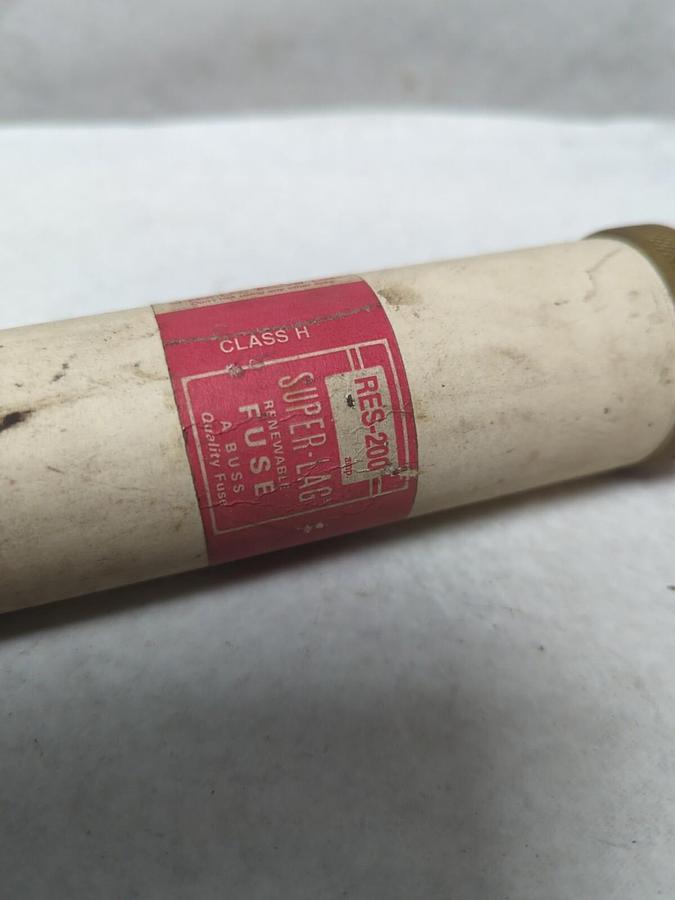 CLASS H
RES-200
amp
SUPER-LAG
RENEWABLE
FUSE
A BUSS
Quality Fuse